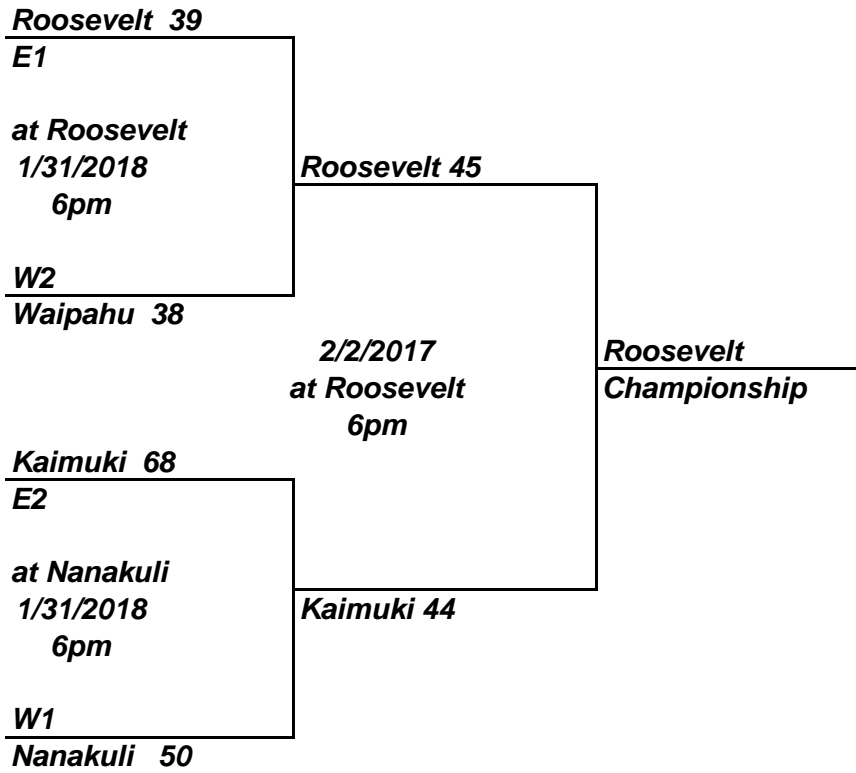 Roosevelt 39
E1
at Roosevelt
1/31/2018
6pm
W2
Waipahu 38
Roosevelt 45
2/2/2017
at Roosevelt
6pm
Roosevelt
Championship
Kaimuki 68
E2
at Nanakuli
1/31/2018
6pm
W1
Nanakuli 50
Kaimuki 44